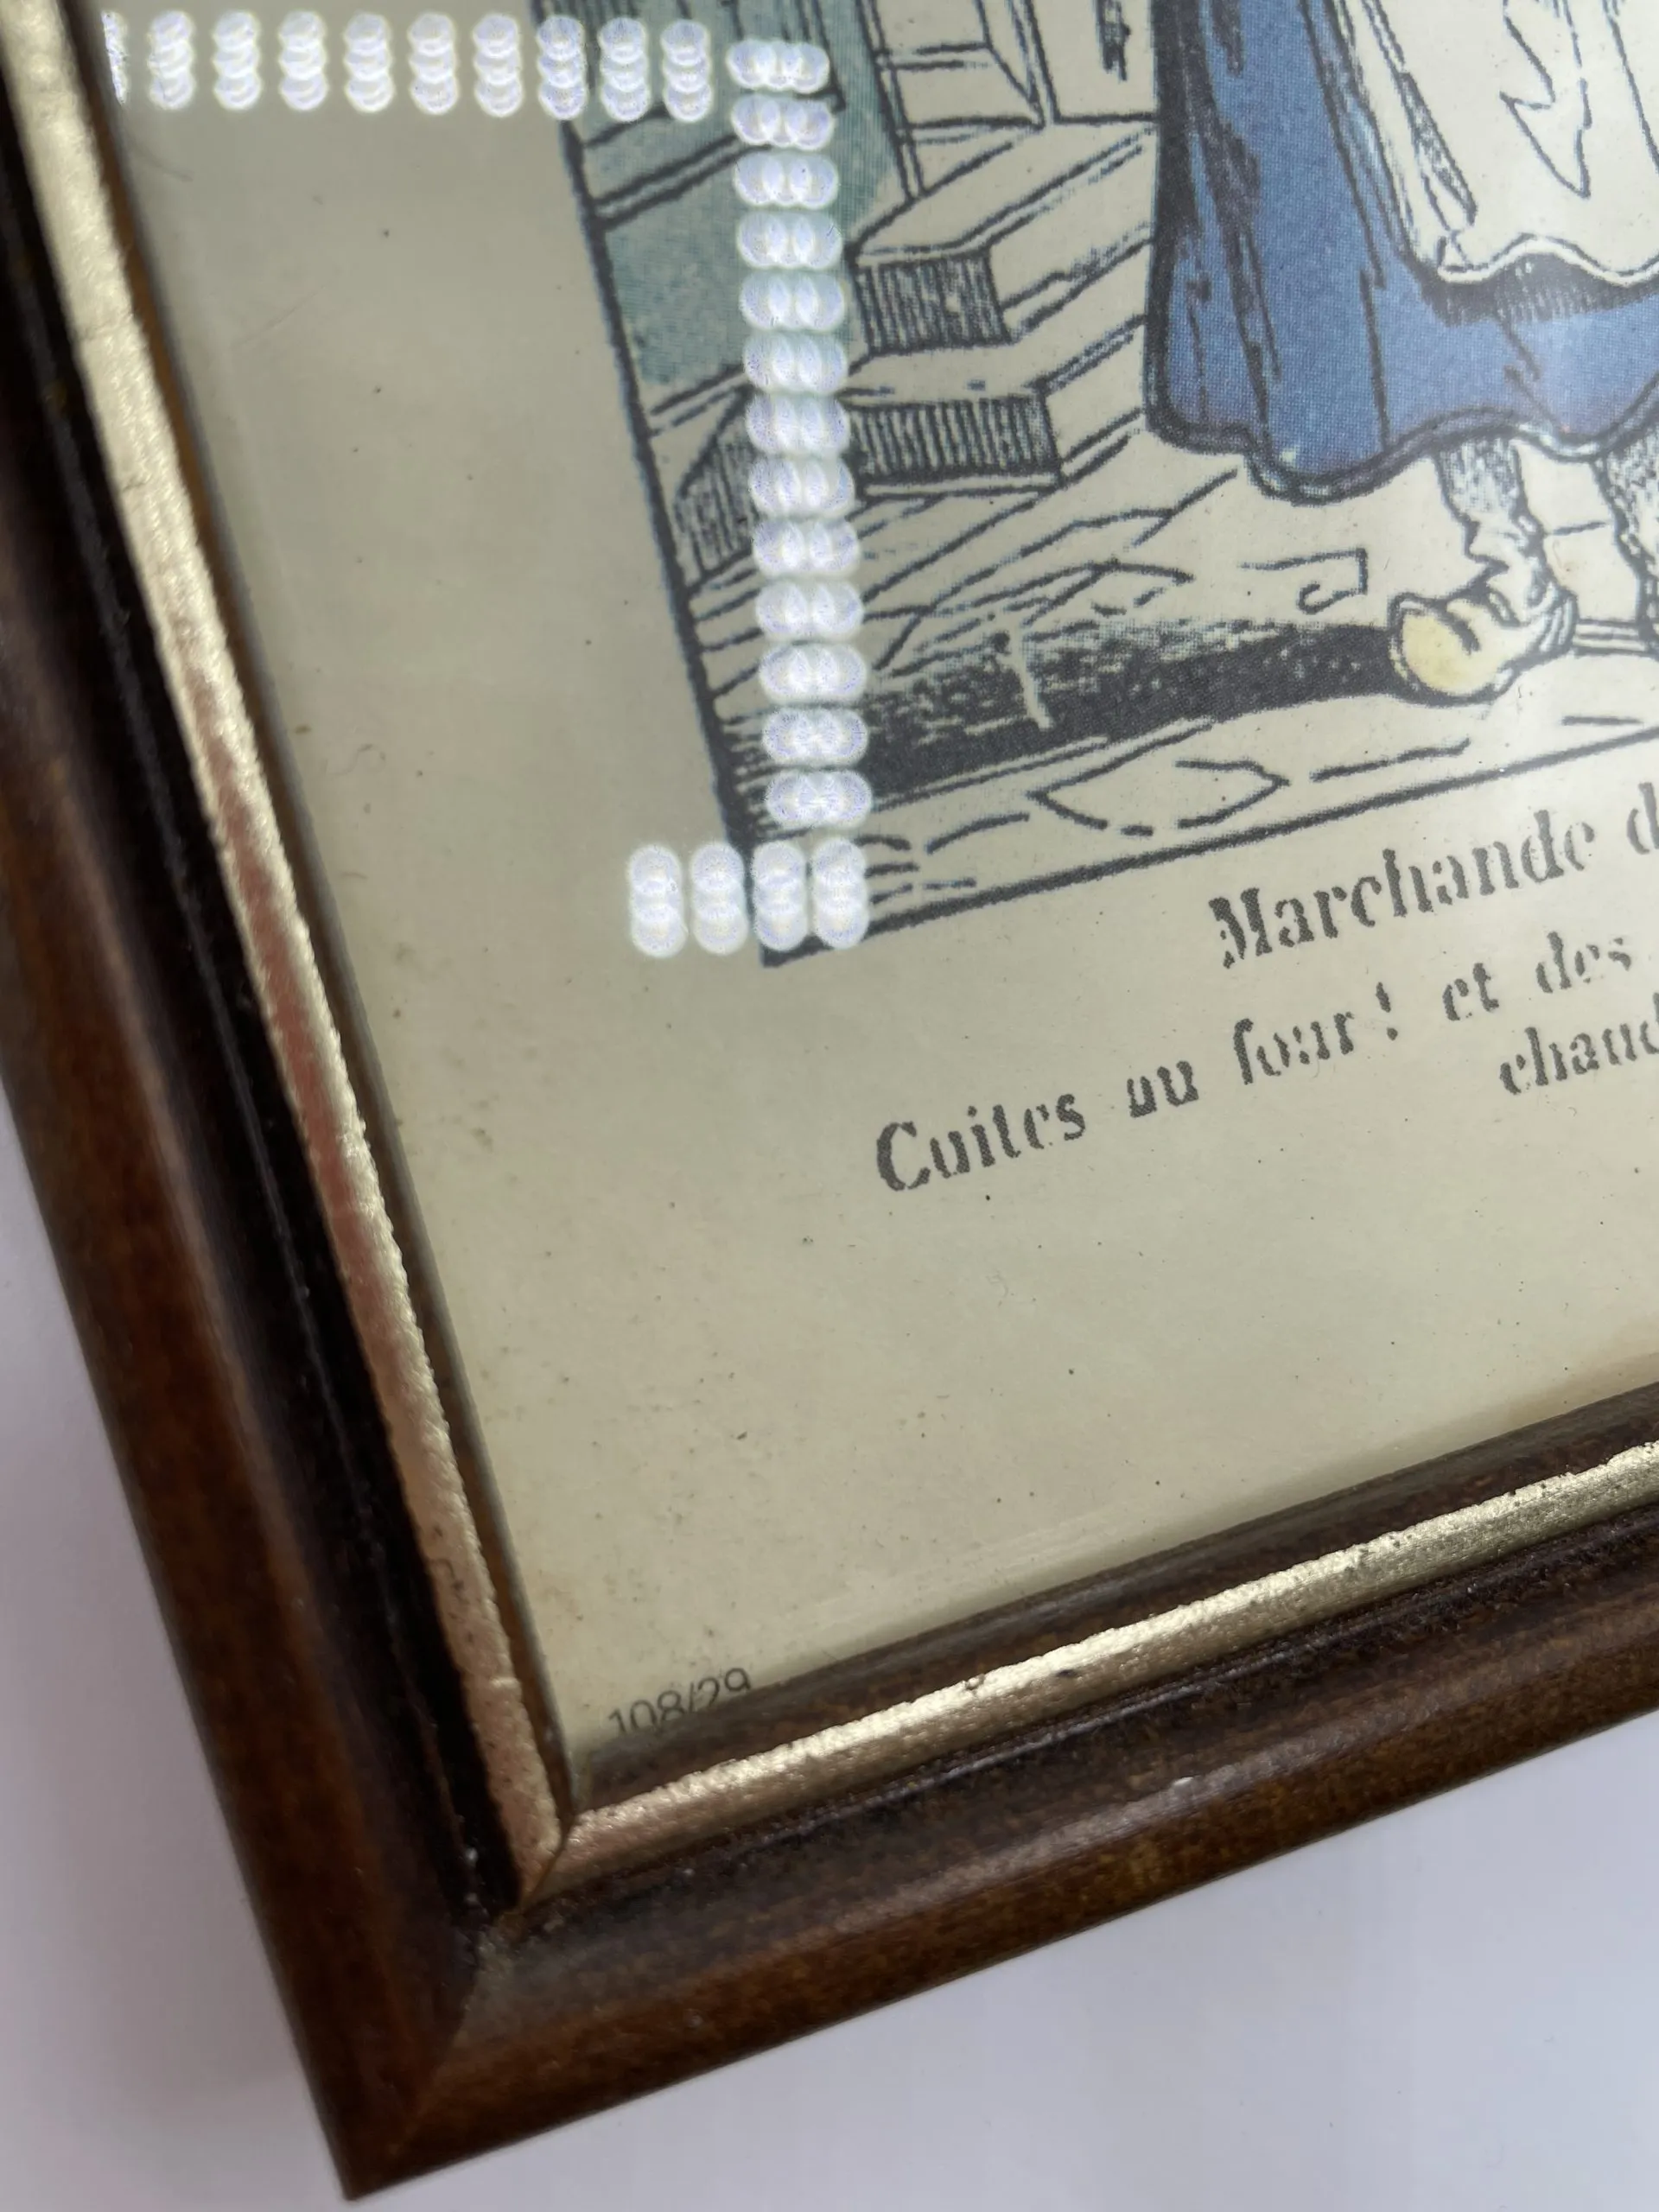 Marchande d
Cuites au four! et des
chaud
108/29